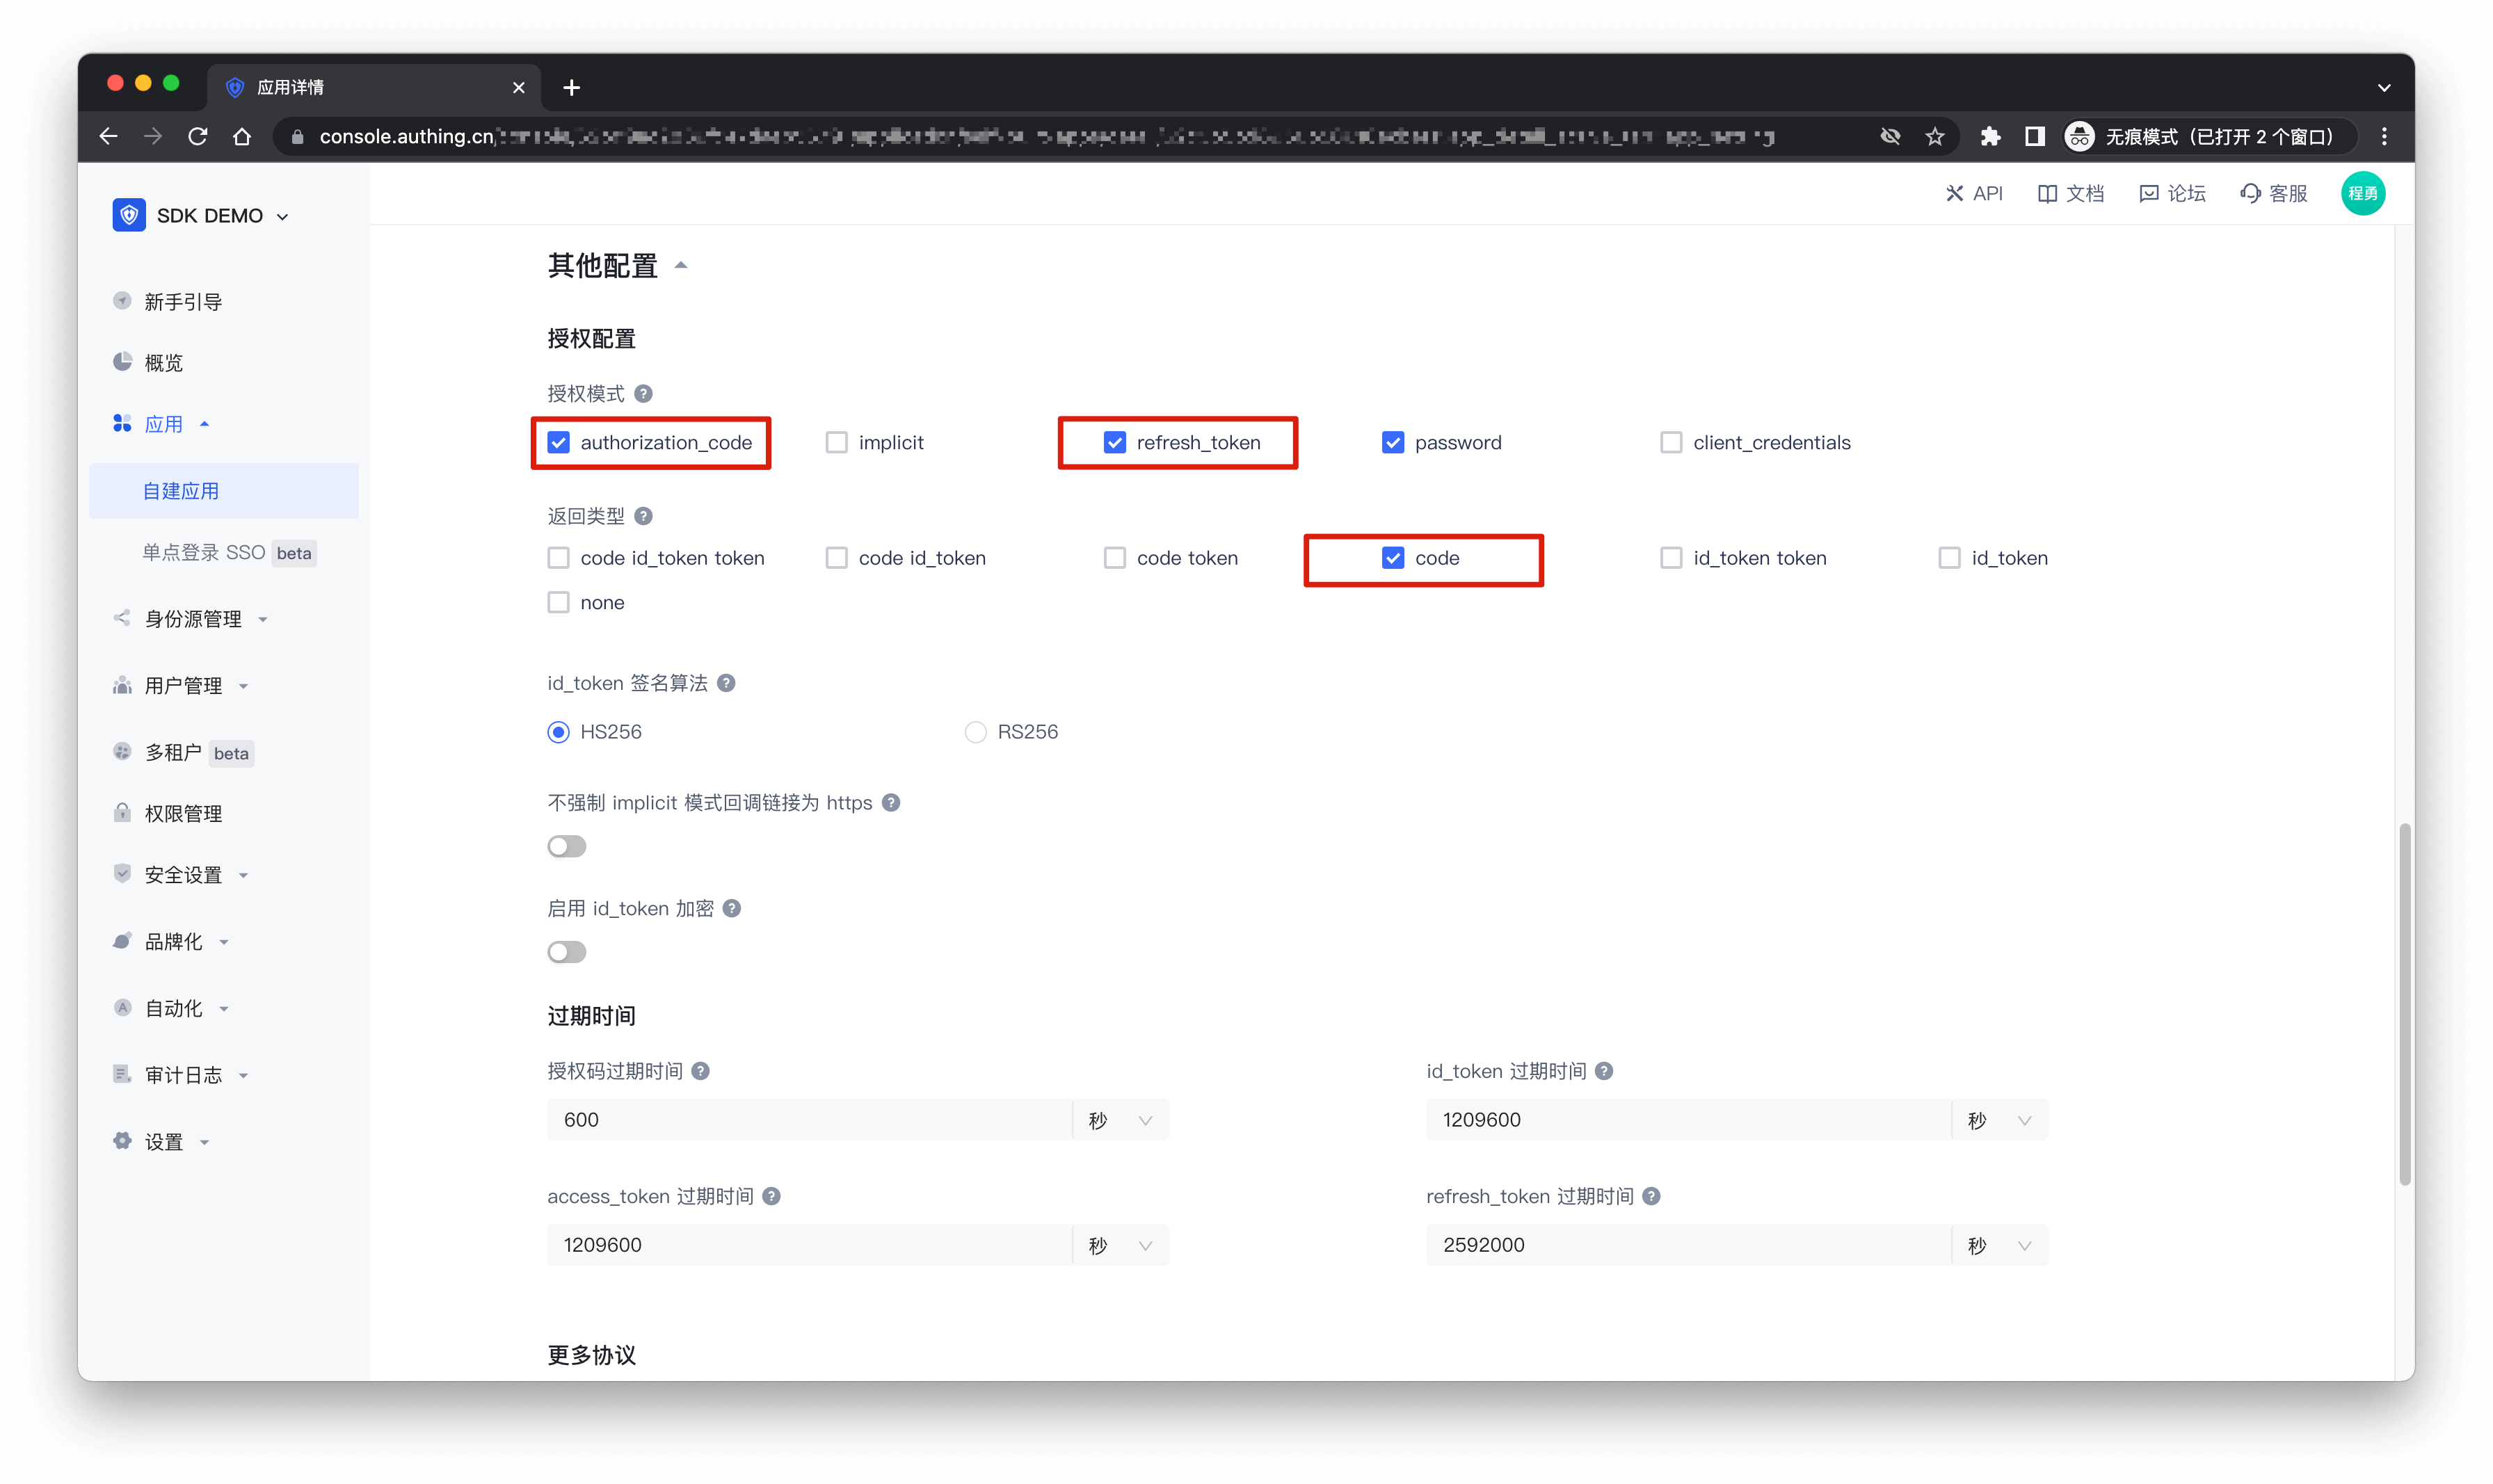 应用详情
console.authing.cn
无痕模式（已打开 2 个窗口）
SDK DEMO
API 文档 论坛 客服 程勇
新手引导
概览
应用
自建应用
单点登录 SSO beta
身份源管理
用户管理
多租户 beta
权限管理
安全设置
品牌化
自动化
审计日志
设置
其他配置
授权配置
授权模式 ?
authorization_code implicit refresh_token password client_credentials
返回类型 ?
code id_token token code id_token code token code id_token token id_token
none
id_token 签名算法 ?
HS256 RS256
不强制 implicit 模式回调链接为 https ?
启用 id_token 加密 ?
过期时间
授权码过期时间 ? id_token 过期时间 ?
600 秒 1209600 秒
access_token 过期时间 ? refresh_token 过期时间 ?
1209600 秒 2592000 秒
更多协议